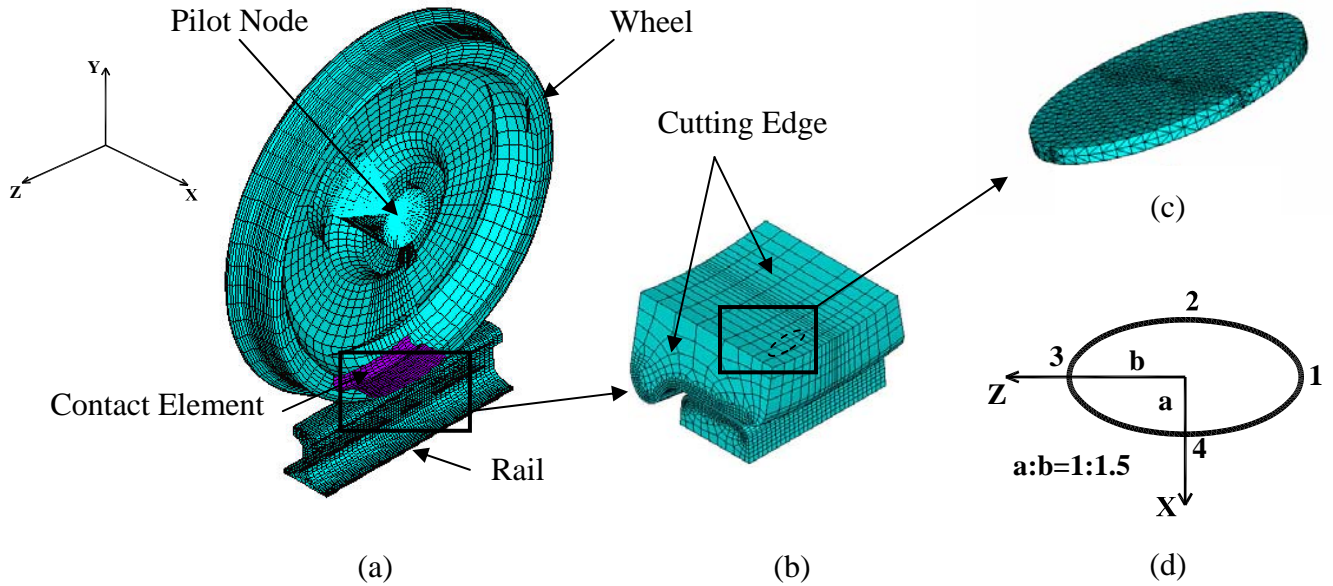 Pilot Node
Wheel
Y
Z
X
Cutting Edge
(c)
2
3
b
1
Z
a
4
a:b=1:1.5
X
Contact Element
Rail
(a)
(b)
(d)